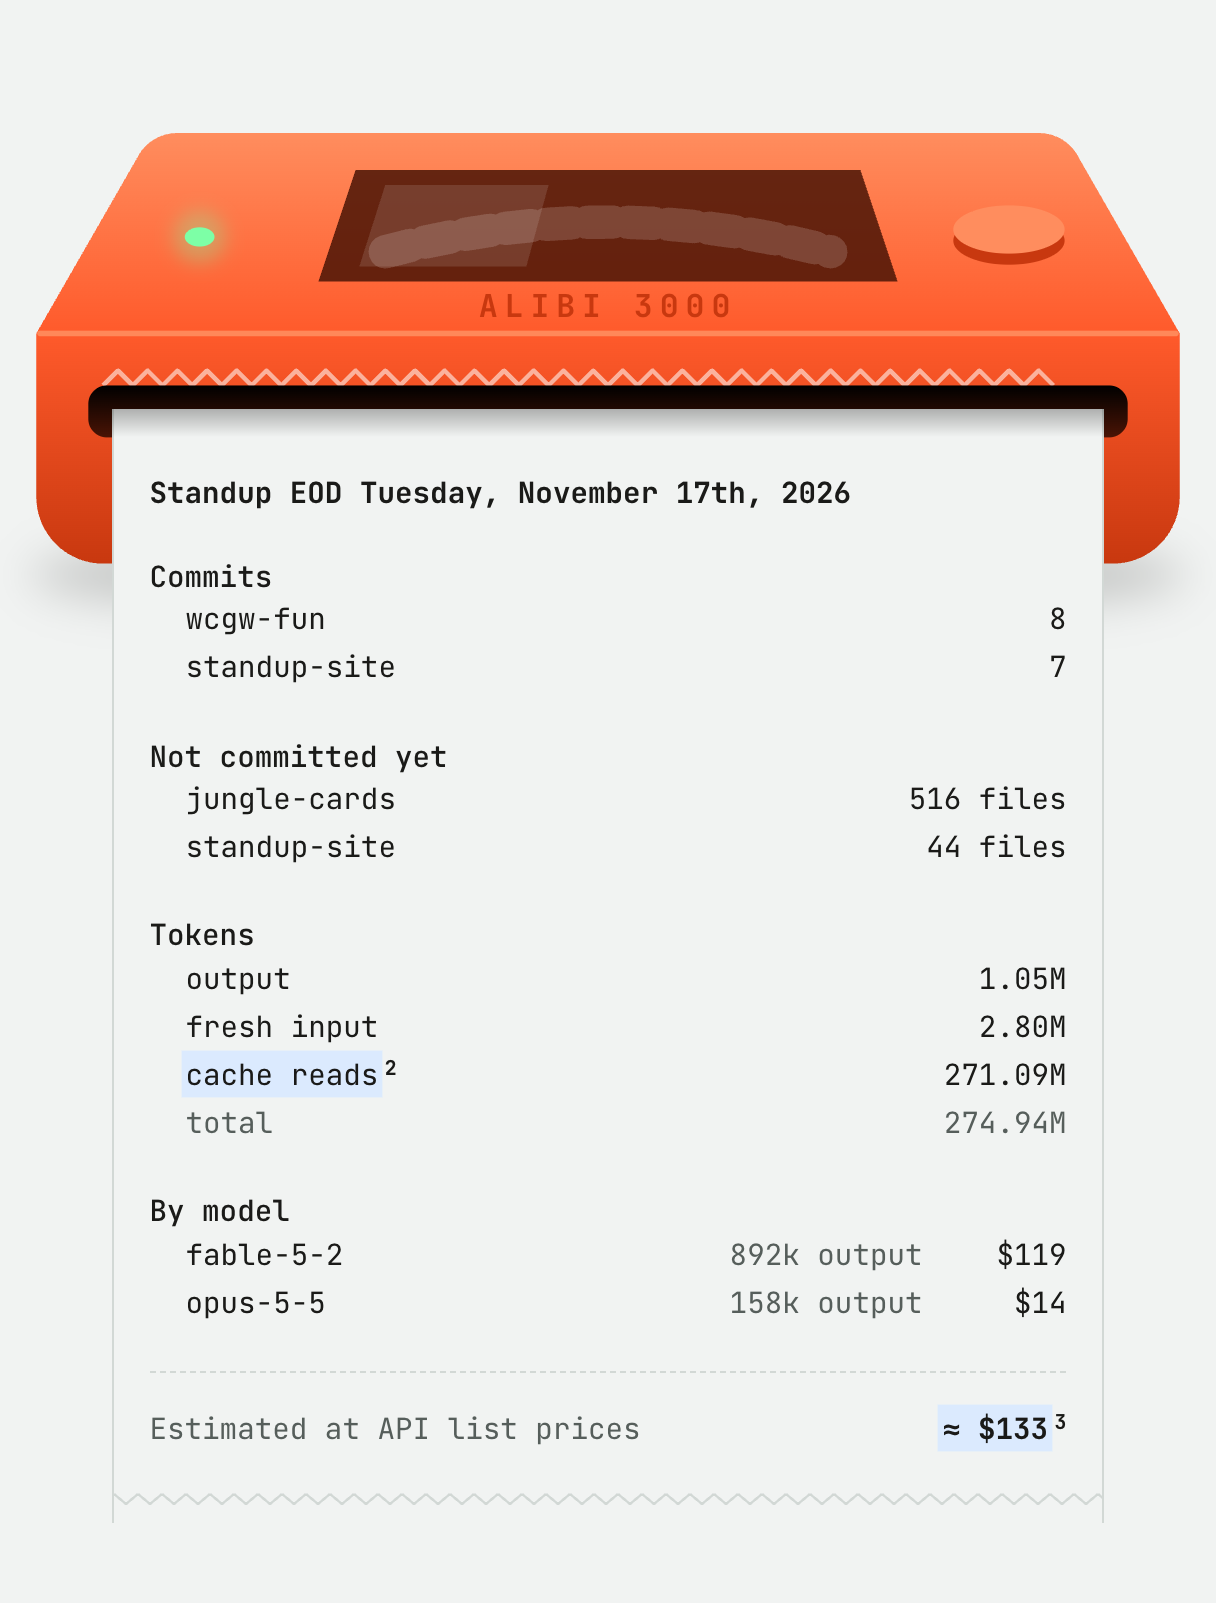 ALIBI 3000
Standup EOD Tuesday, November 17th, 2026
Commits
wcgw-fun 8
standup-site 7
Not committed yet
jungle-cards 516 files
standup-site 44 files
Tokens
output 1.05M
fresh input 2.80M
cache reads² 271.09M
total 274.94M
By model
fable-5-2 892k output $119
opus-5-5 158k output $14
Estimated at API list prices ≈ $133³